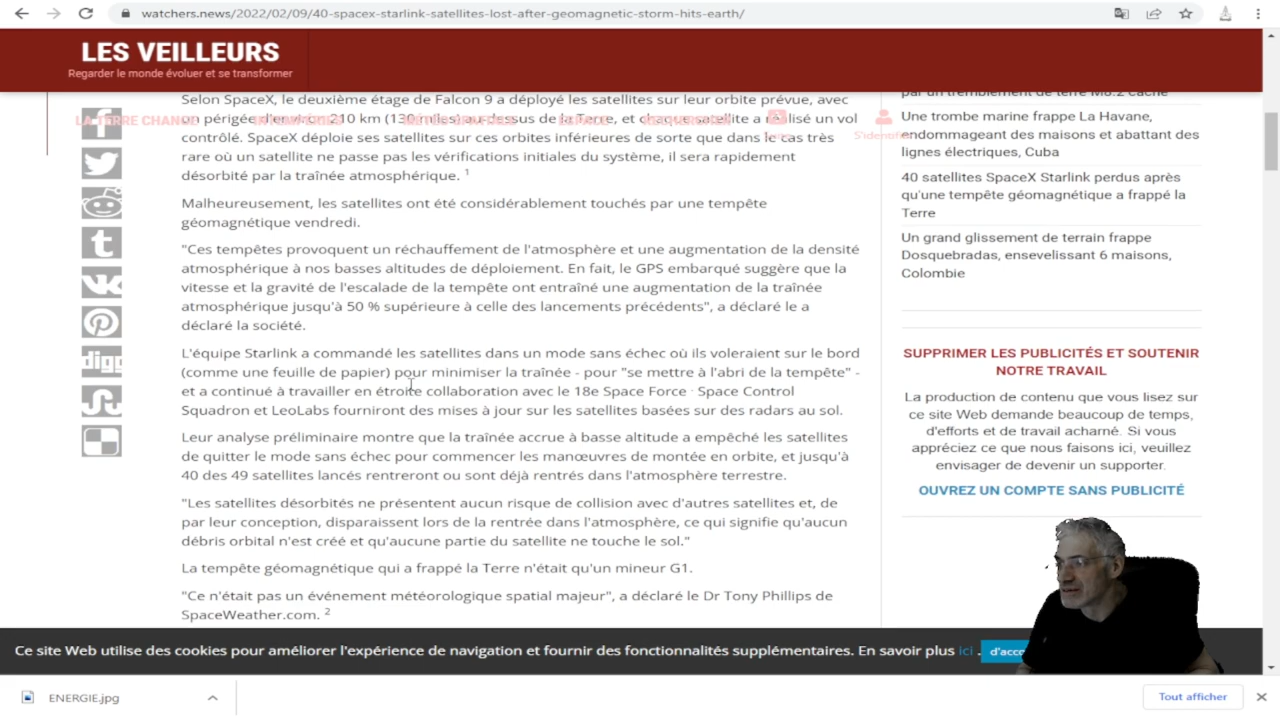 watchers.news/2022/02/09/40-spacex-starlink-satellites-lost-after-geomagnetic-storm-hits-earth/
LES VEILLEURS
Regarder le monde évoluer et se transformer
LA TERRE CHANGE
S'identifier
Selon SpaceX, le deuxième étage de Falcon 9 a déployé les satellites sur leur orbite prévue, avec
un périgée d'environ 210 km (130 miles) au-dessus de la Terre, et chaque satellite a réalisé un vol
contrôlé. SpaceX déploie ses satellites sur ces orbites inférieures de sorte que dans le cas très
rare où un satellite ne passe pas les vérifications initiales du système, il sera rapidement
désorbité par la traînée atmosphérique. 1
Malheureusement, les satellites ont été considérablement touchés par une tempête
géomagnétique vendredi.
"Ces tempêtes provoquent un réchauffement de l'atmosphère et une augmentation de la densité
atmosphérique à nos basses altitudes de déploiement. En fait, le GPS embarqué suggère que la
vitesse et la gravité de l'escalade de la tempête ont entraîné une augmentation de la traînée
atmosphérique jusqu'à 50 % supérieure à celle des lancements précédents", a déclaré le a
déclaré la société.
L'équipe Starlink a commandé les satellites dans un mode sans échec où ils voleraient sur le bord
(comme une feuille de papier) pour minimiser la traînée - pour "se mettre à l'abri de la tempête" -
et a continué à travailler en étroite collaboration avec le 18e Space Force · Space Control
Squadron et LeoLabs fourniront des mises à jour sur les satellites basées sur des radars au sol.
Leur analyse préliminaire montre que la traînée accrue à basse altitude a empêché les satellites
de quitter le mode sans échec pour commencer les manœuvres de montée en orbite, et jusqu'à
40 des 49 satellites lancés rentreront ou sont déjà rentrés dans l'atmosphère terrestre.
"Les satellites désorbités ne présentent aucun risque de collision avec d'autres satellites et, de
par leur conception, disparaissent lors de la rentrée dans l'atmosphère, ce qui signifie qu'aucun
débris orbital n'est créé et qu'aucune partie du satellite ne touche le sol."
La tempête géomagnétique qui a frappé la Terre n'était qu'un mineur G1.
"Ce n'était pas un événement météorologique spatial majeur", a déclaré le Dr Tony Phillips de
SpaceWeather.com. 2
par un tremblement de terre M8.2 caché
Une trombe marine frappe La Havane,
endommageant des maisons et abattant des
lignes électriques, Cuba
40 satellites SpaceX Starlink perdus après
qu'une tempête géomagnétique a frappé la
Terre
Un grand glissement de terrain frappe
Dosquebradas, ensevelissant 6 maisons,
Colombie
SUPPRIMER LES PUBLICITÉS ET SOUTENIR
NOTRE TRAVAIL
La production de contenu que vous lisez sur
ce site Web demande beaucoup de temps,
d'efforts et de travail acharné. Si vous
appréciez ce que nous faisons ici, veuillez
envisager de devenir un supporter.
OUVREZ UN COMPTE SANS PUBLICITÉ
digg
Ce site Web utilise des cookies pour améliorer l'expérience de navigation et fournir des fonctionnalités supplémentaires. En savoir plus ici .
ENERGIE.jpg
Tout afficher